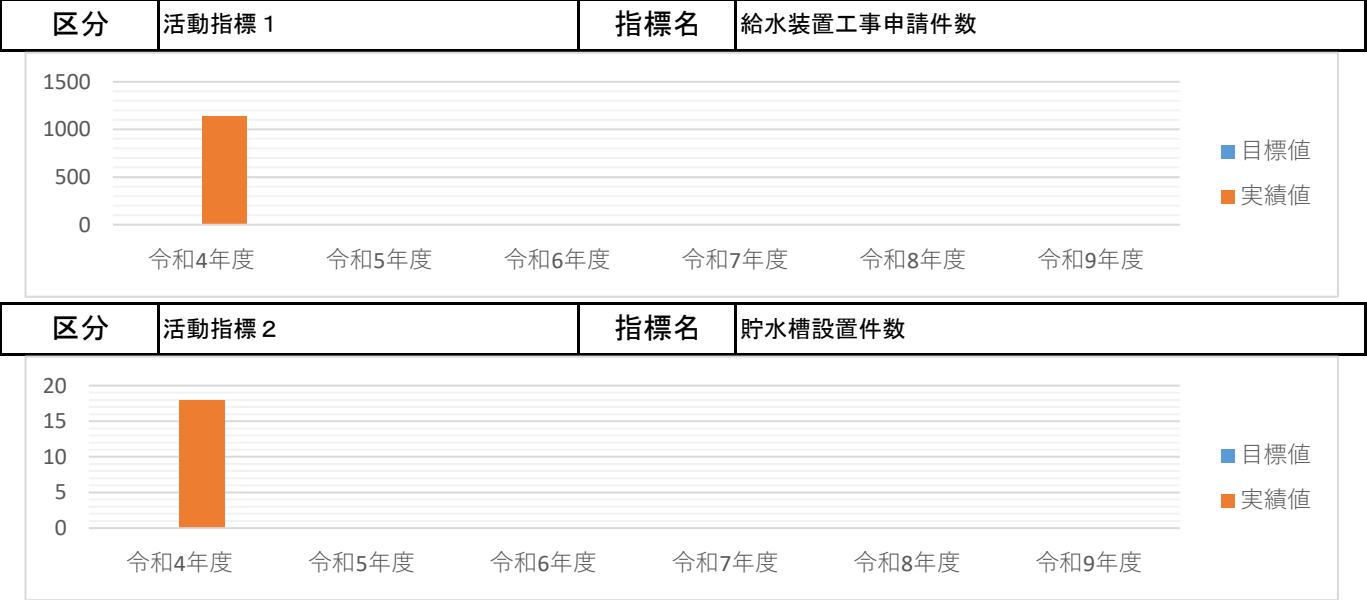 区分 活動指標1 指標名 給水装置工事申請件数
1500
1000
500
0
目標値
実績値
令和4年度 令和5年度 令和6年度 令和7年度 令和8年度 令和9年度
区分 活動指標2 指標名 貯水槽設置件数
20
15
10
5
0
目標値
実績値
令和4年度 令和5年度 令和6年度 令和7年度 令和8年度 令和9年度